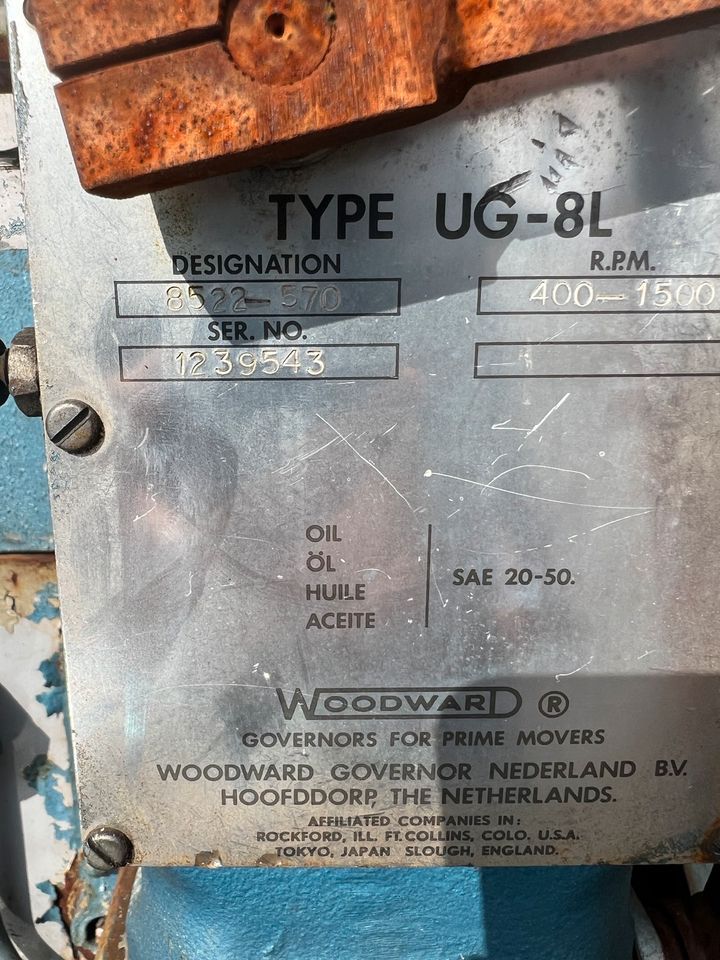 TYPE UG-8L
DESIGNATION
8522-570
R.P.M.
400-1500
SER. NO.
1239543
OIL
ÖL
HUILE
ACEITE
SAE 20-50.
WOODWARD ®
GOVERNORS FOR PRIME MOVERS
WOODWARD GOVERNOR NEDERLAND B.V.
HOOFDDORP, THE NETHERLANDS.
AFFILIATED COMPANIES IN:
ROCKFORD, ILL. FT. COLLINS, COLO. U.S.A.
TOKYO, JAPAN SLOUGH, ENGLAND.